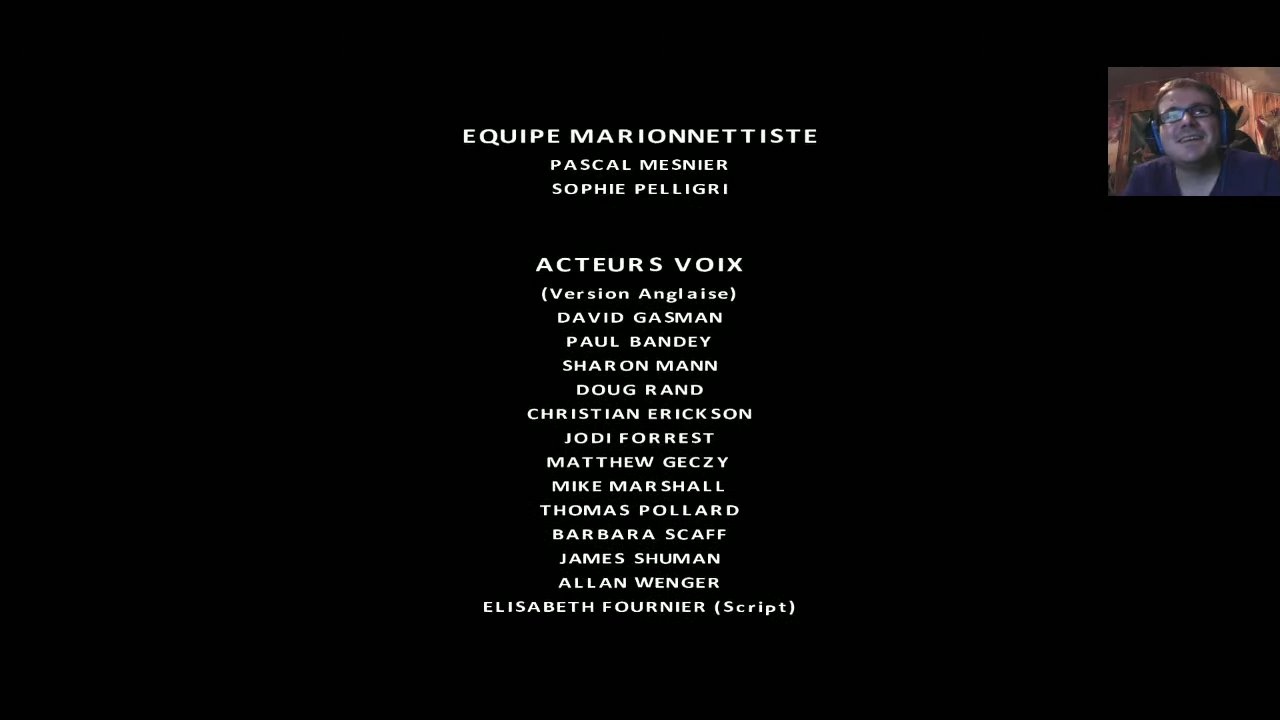 EQUIPE MARIONNETTISTE
PASCAL MESNIER
SOPHIE PELLIGRI
ACTEURS VOIX
(Version Anglaise)
DAVID GASMAN
PAUL BANDEY
SHARON MANN
DOUG RAND
CHRISTIAN ERICKSON
JODI FORREST
MATTHEW GECZY
MIKE MARSHALL
THOMAS POLLARD
BARBARA SCAFF
JAMES SHUMAN
ALLAN WENGER
ELISABETH FOURNIER (Script)